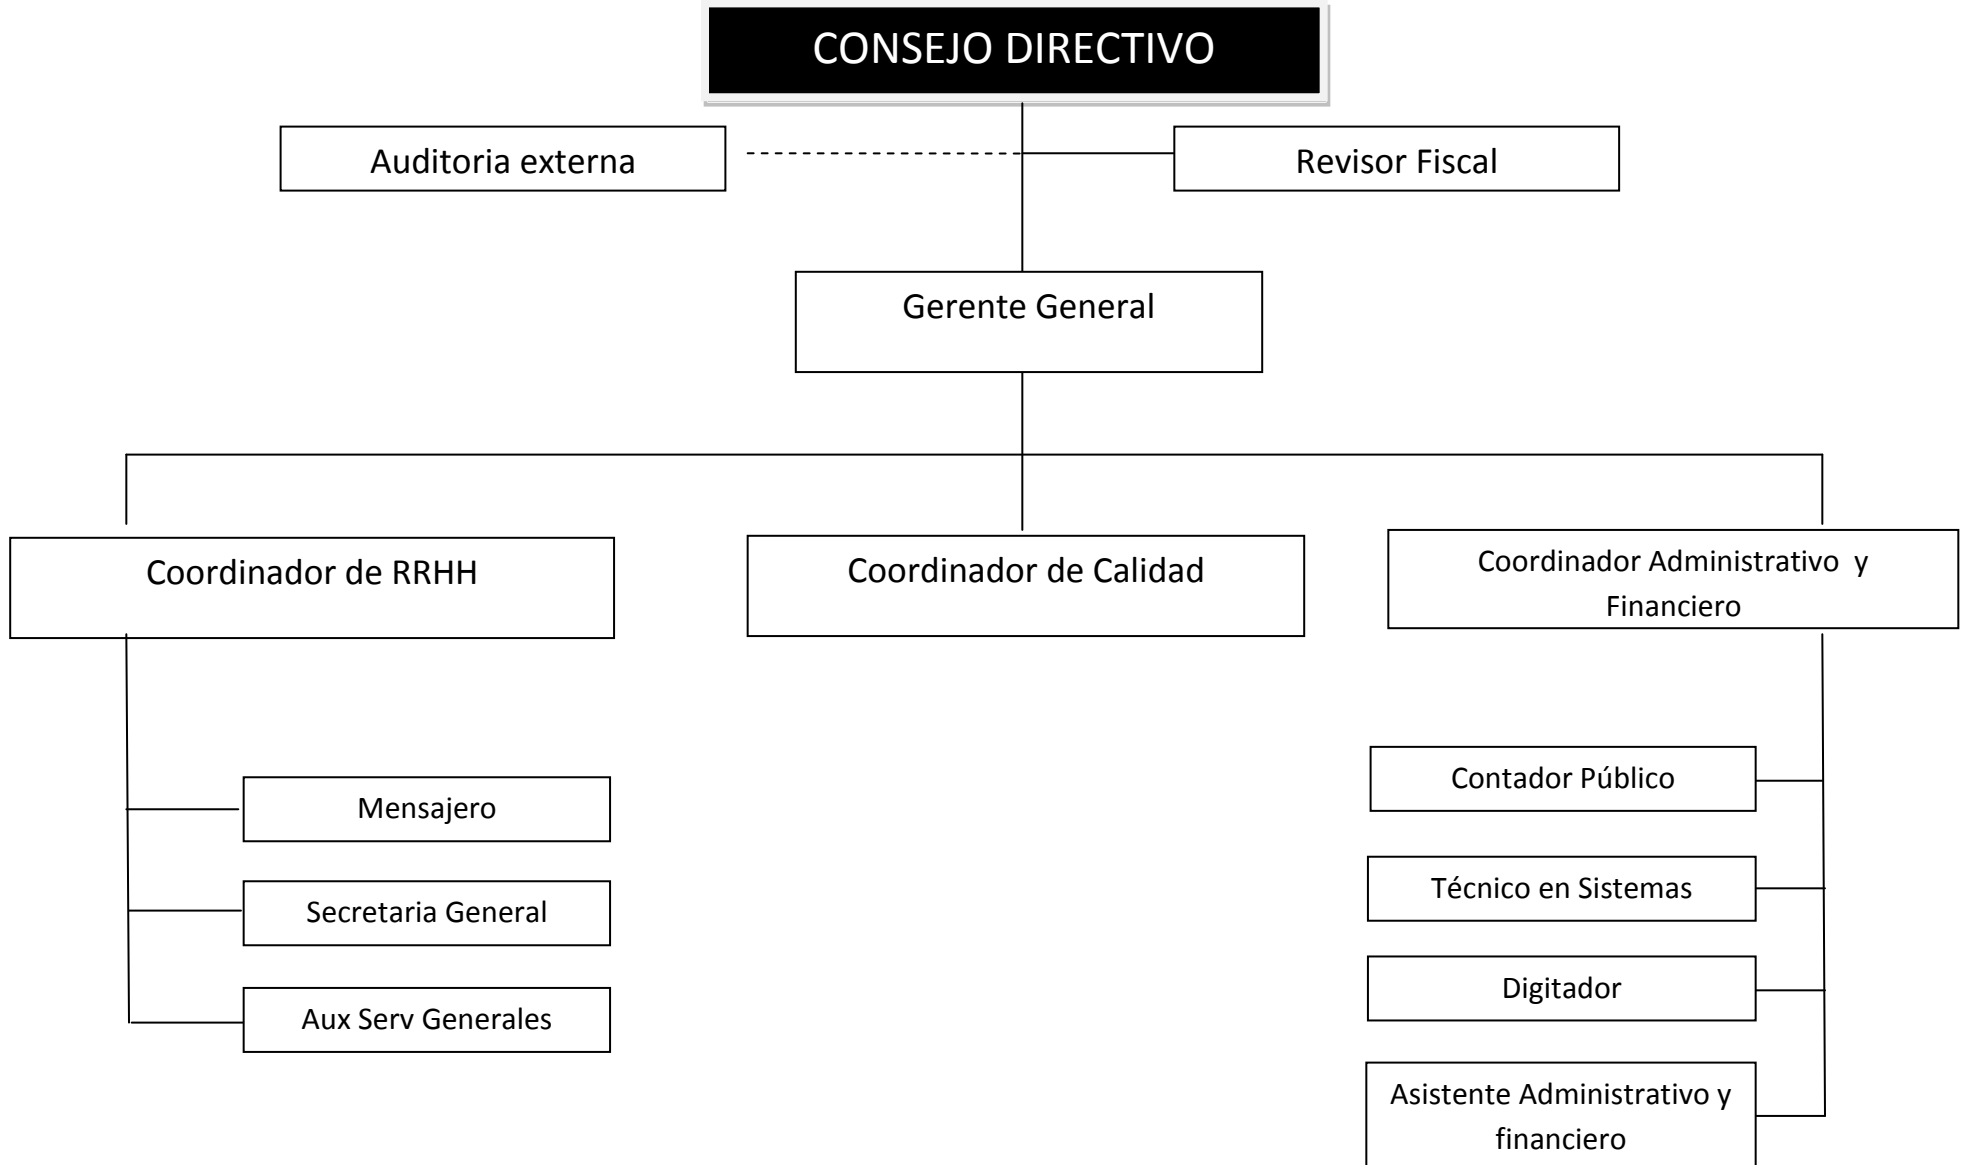 CONSEJO DIRECTIVO
Auditoria externa
Revisor Fiscal
Gerente General
Coordinador de RRHH
Coordinador de Calidad
Coordinador Administrativo y
Financiero
Mensajero
Secretaria General
Aux Serv Generales
Contador Público
Técnico en Sistemas
Digitador
Asistente Administrativo y
financiero